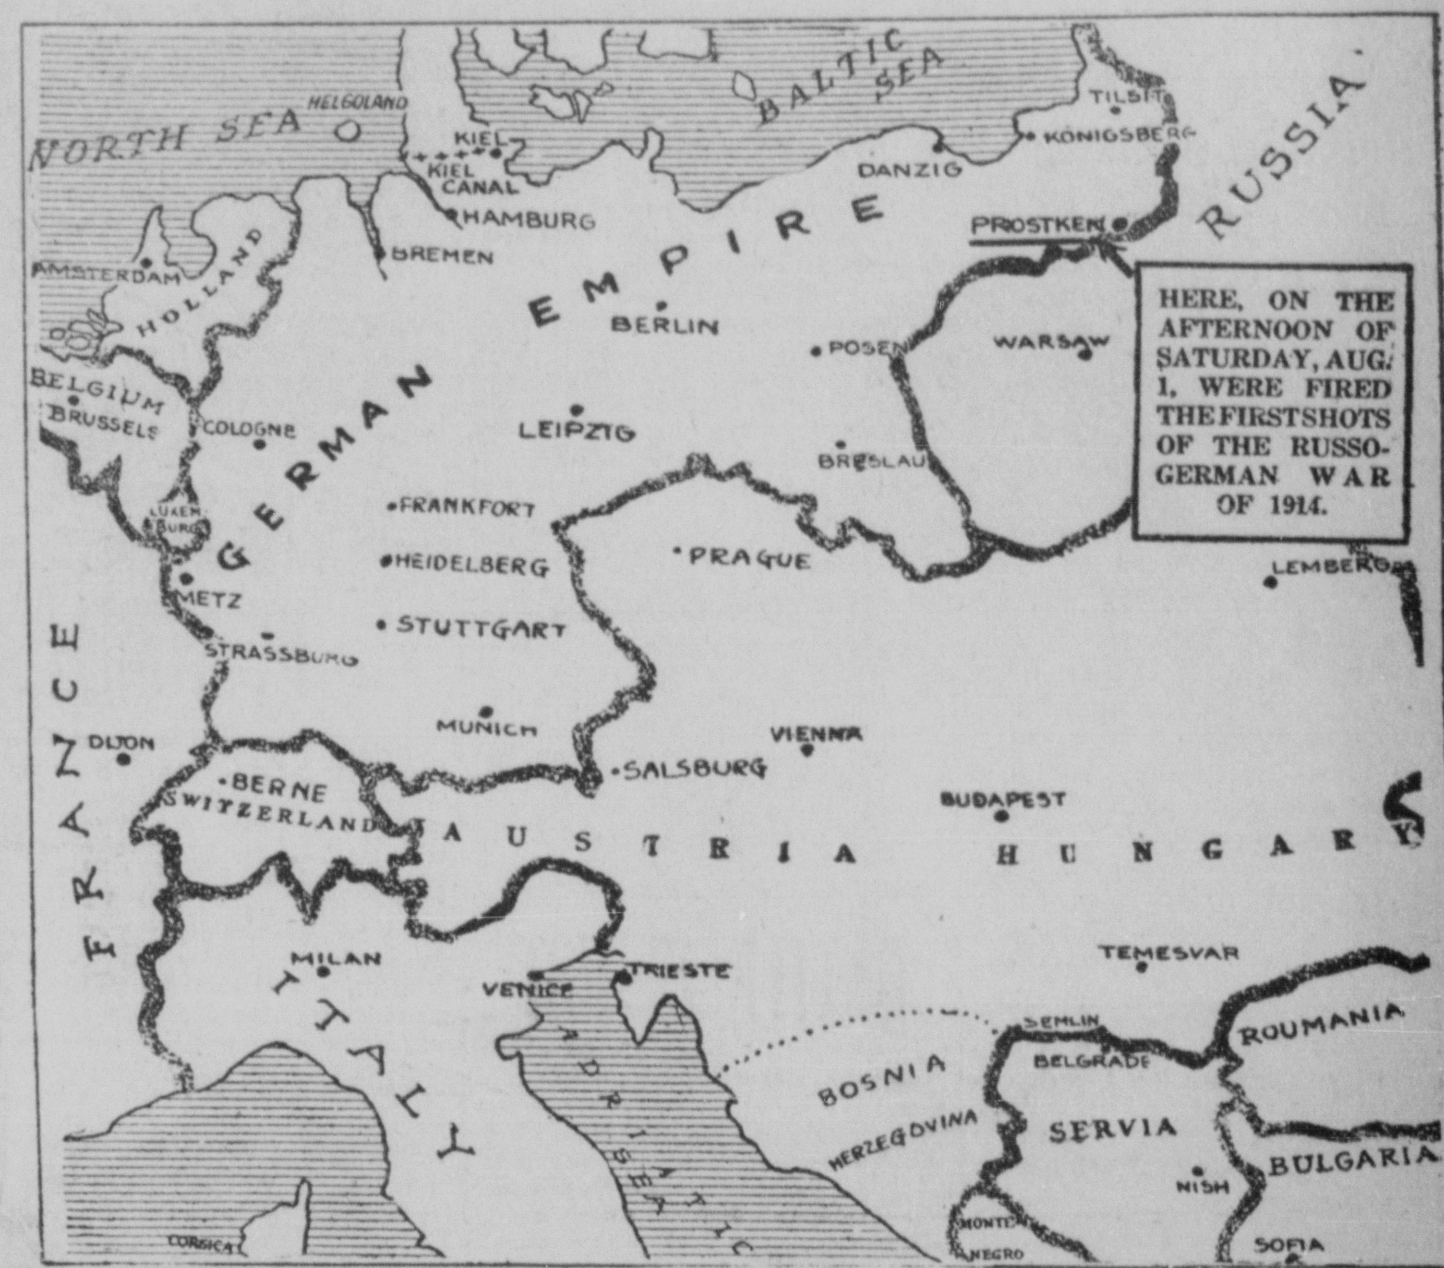 BALTIC
SEA
HELGOLAND
NORTH SEA
KIEL
KIEL
CANAL
TILSIT
KÖNIGSBERG
DANZIG
RUSSIA
HAMBURG
BREMEN
PROSTKEN
AMSTERDAM
HOLLAND
GERMAN EMPIRE
BERLIN
POSEN
WARSAW
HERE, ON THE
AFTERNOON OF
SATURDAY, AUG.
1, WERE FIRED
THE FIRST SHOTS
OF THE RUSSO-
GERMAN WAR
OF 1914.
BELGIUM
BRUSSELS
COLOGNE
LEIPZIG
BRESLAU
LUXEM
BURG
FRANKFORT
HEIDELBERG
PRAGUE
LEMBERG
METZ
STUTTGART
STRASSBURG
FRANCE
MUNICH
DIJON
VIENNA
SALSBURG
BERNE
SWITZERLAND
BUDAPEST
AUSTRIA HUNGARY
MILAN
VENICE
TRIESTE
TEMESVAR
ITALY
ADRIATIC
SEA
SEMLIN
BELGRADE
ROUMANIA
BOSNIA
HERZEGOVINA
SERVIA
BULGARIA
NISH
MONTE
NEGRO
CORSICA
SOFIA